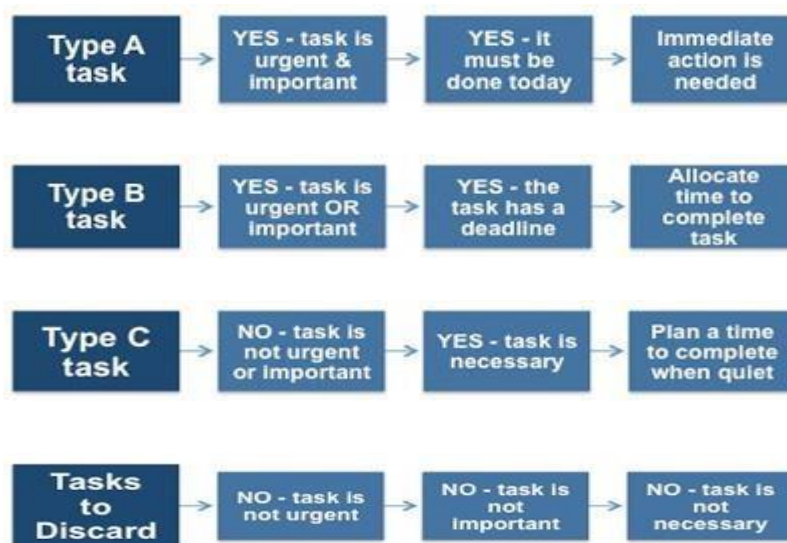 Type A
task
YES - task is
urgent &
important
YES - it
must be
done today
Immediate
action is
needed
Type B
task
YES - task is
urgent OR
important
YES - the
task has a
deadline
Allocate
time to
complete
task
Type C
task
NO - task is
not urgent
or important
YES - task is
necessary
Plan a time
to complete
when quiet
Tasks
to
Discard
NO - task is
not urgent
NO - task is
not
important
NO - task is
not
necessary